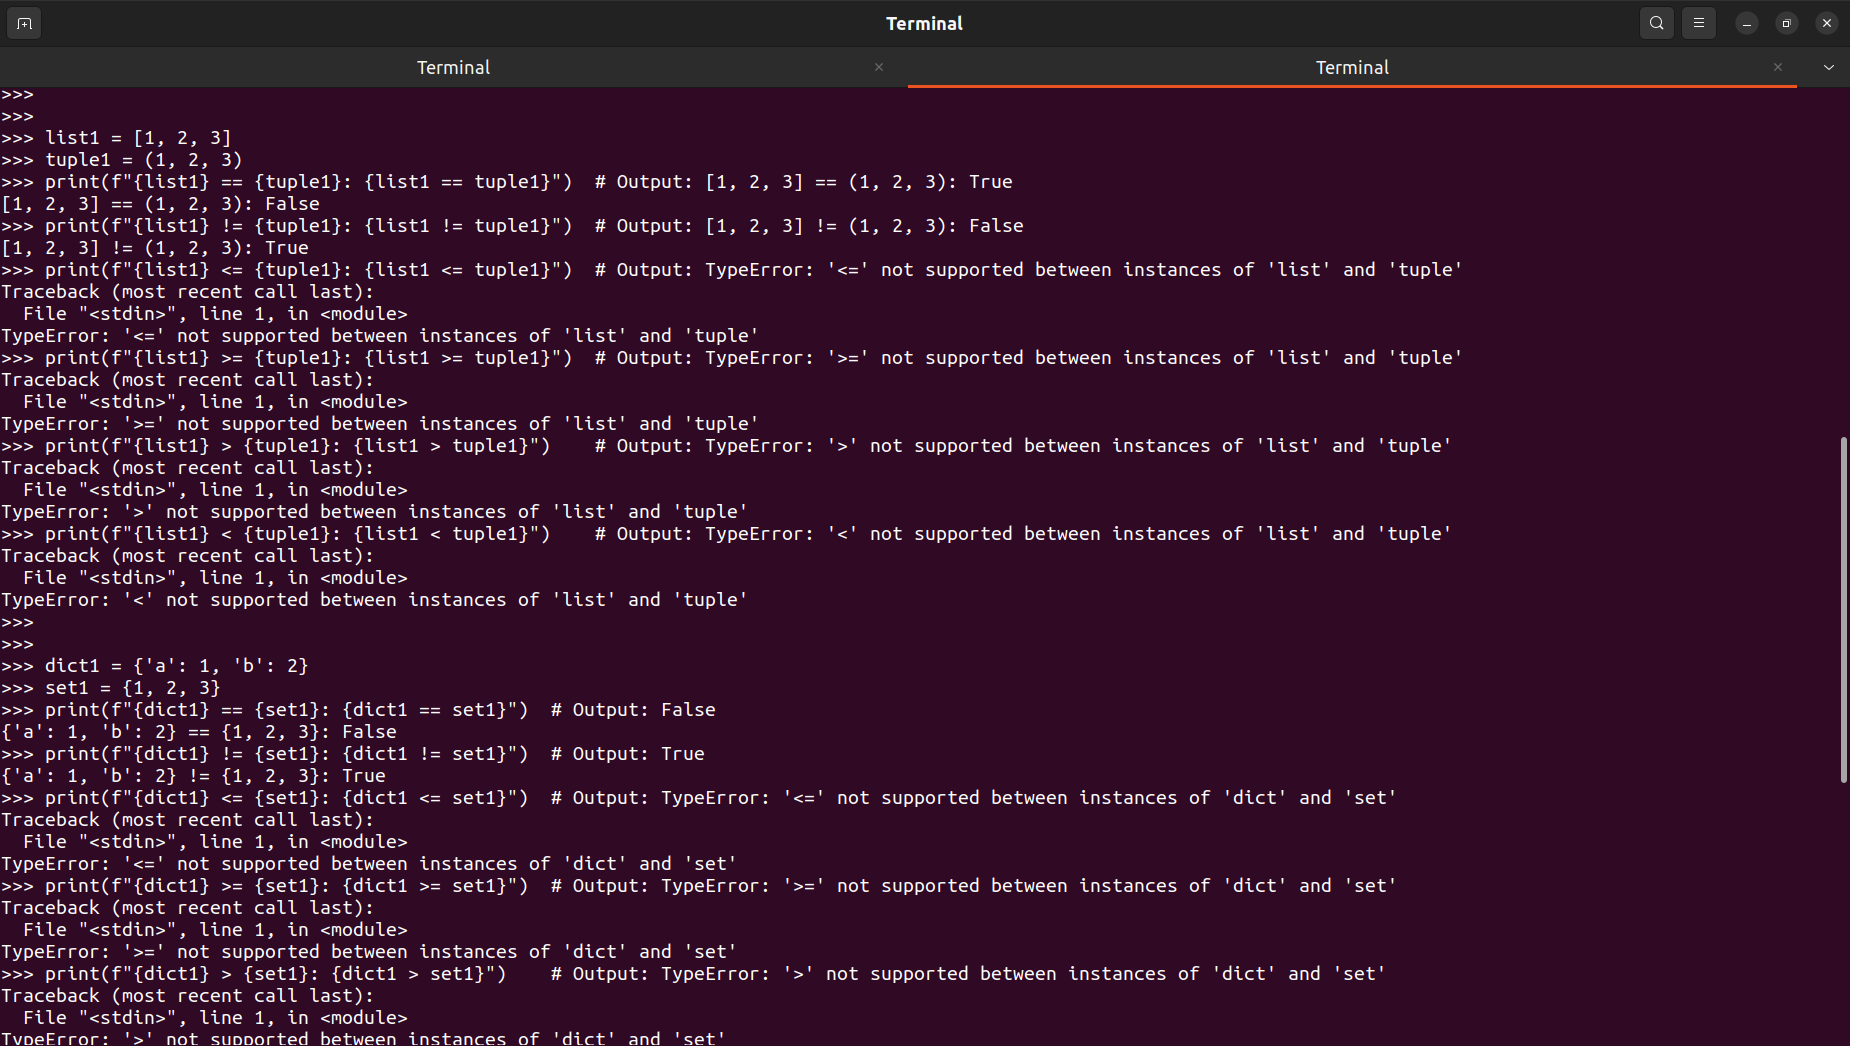 Terminal
Terminal
Terminal
>>>
>>>
>>> list1 = [1, 2, 3]
>>> tuple1 = (1, 2, 3)
>>> print(f"{list1} == {tuple1}: {list1 == tuple1}")  # Output: [1, 2, 3] == (1, 2, 3): True
[1, 2, 3] == (1, 2, 3): False
>>> print(f"{list1} != {tuple1}: {list1 != tuple1}")  # Output: [1, 2, 3] != (1, 2, 3): False
[1, 2, 3] != (1, 2, 3): True
>>> print(f"{list1} <= {tuple1}: {list1 <= tuple1}")  # Output: TypeError: '<=' not supported between instances of 'list' and 'tuple'
Traceback (most recent call last):
  File "<stdin>", line 1, in <module>
TypeError: '<=' not supported between instances of 'list' and 'tuple'
>>> print(f"{list1} >= {tuple1}: {list1 >= tuple1}")  # Output: TypeError: '>=' not supported between instances of 'list' and 'tuple'
Traceback (most recent call last):
  File "<stdin>", line 1, in <module>
TypeError: '>=' not supported between instances of 'list' and 'tuple'
>>> print(f"{list1} > {tuple1}: {list1 > tuple1}")    # Output: TypeError: '>' not supported between instances of 'list' and 'tuple'
Traceback (most recent call last):
  File "<stdin>", line 1, in <module>
TypeError: '>' not supported between instances of 'list' and 'tuple'
>>> print(f"{list1} < {tuple1}: {list1 < tuple1}")    # Output: TypeError: '<' not supported between instances of 'list' and 'tuple'
Traceback (most recent call last):
  File "<stdin>", line 1, in <module>
TypeError: '<' not supported between instances of 'list' and 'tuple'
>>>
>>>
>>> dict1 = {'a': 1, 'b': 2}
>>> set1 = {1, 2, 3}
>>> print(f"{dict1} == {set1}: {dict1 == set1}")  # Output: False
{'a': 1, 'b': 2} == {1, 2, 3}: False
>>> print(f"{dict1} != {set1}: {dict1 != set1}")  # Output: True
{'a': 1, 'b': 2} != {1, 2, 3}: True
>>> print(f"{dict1} <= {set1}: {dict1 <= set1}")  # Output: TypeError: '<=' not supported between instances of 'dict' and 'set'
Traceback (most recent call last):
  File "<stdin>", line 1, in <module>
TypeError: '<=' not supported between instances of 'dict' and 'set'
>>> print(f"{dict1} >= {set1}: {dict1 >= set1}")  # Output: TypeError: '>=' not supported between instances of 'dict' and 'set'
Traceback (most recent call last):
  File "<stdin>", line 1, in <module>
TypeError: '>=' not supported between instances of 'dict' and 'set'
>>> print(f"{dict1} > {set1}: {dict1 > set1}")    # Output: TypeError: '>' not supported between instances of 'dict' and 'set'
Traceback (most recent call last):
  File "<stdin>", line 1, in <module>
TypeError: '>' not supported between instances of 'dict' and 'set'